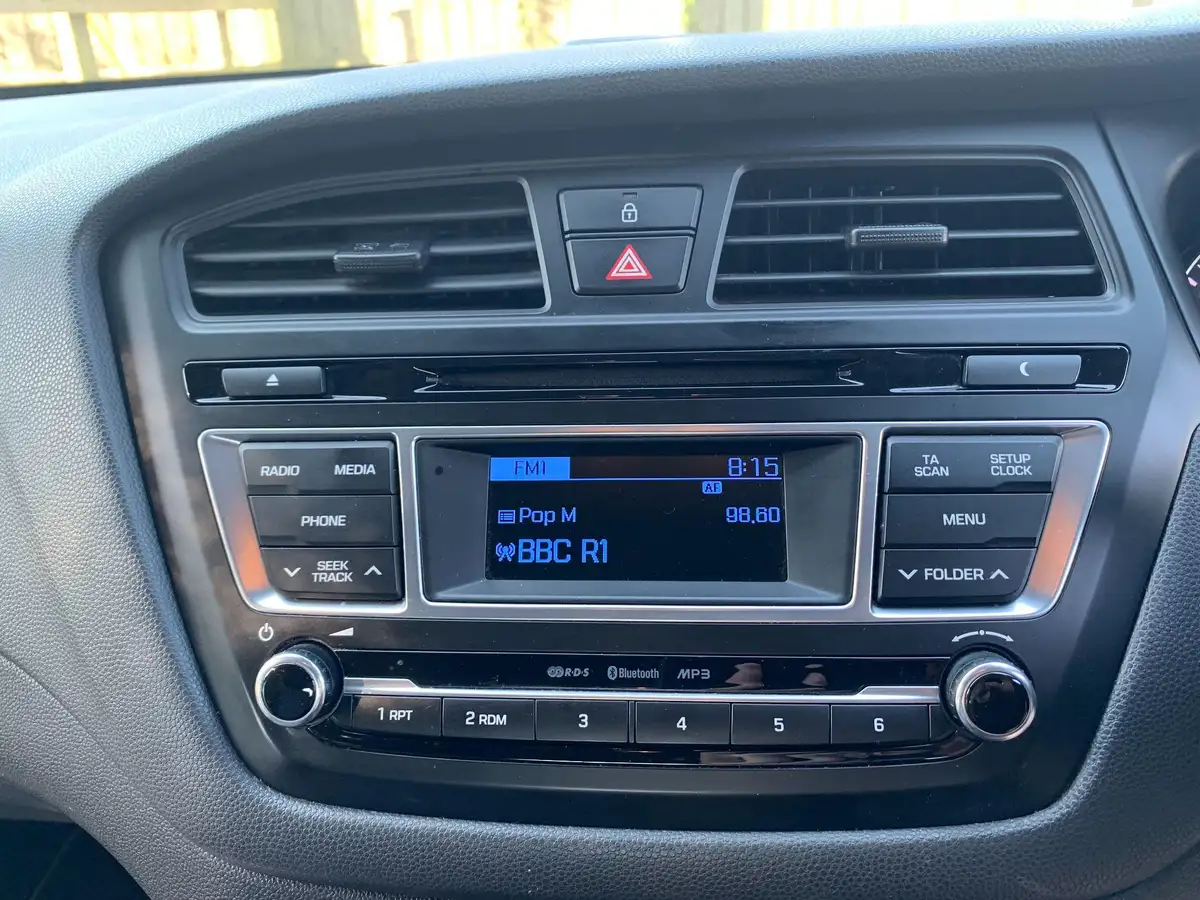 RADIO MEDIA
PHONE
SEEK
TRACK
FM1 8:15
AF
Pop M 98.60
BBC R1
TA
SCAN
SETUP
CLOCK
MENU
FOLDER
R·D·S Bluetooth MP3
1 RPT 2 RDM 3 4 5 6